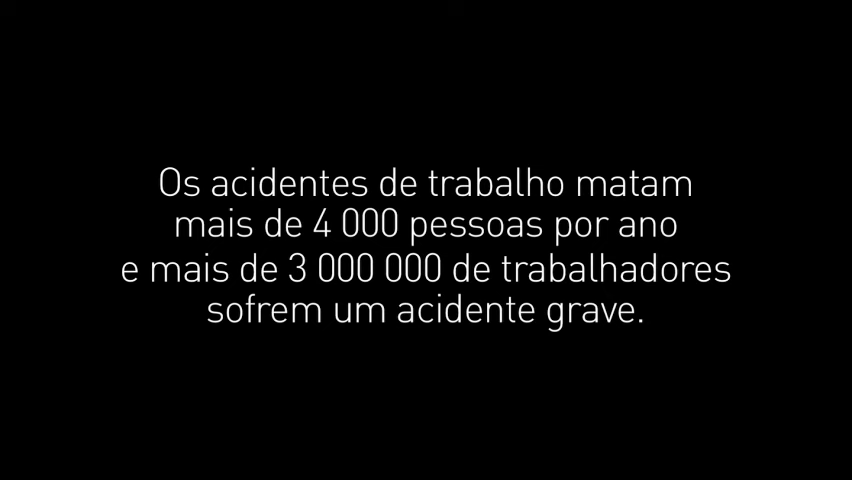 Os acidentes de trabalho matam
mais de 4 000 pessoas por ano
e mais de 3 000 000 de trabalhadores
sofrem um acidente grave.